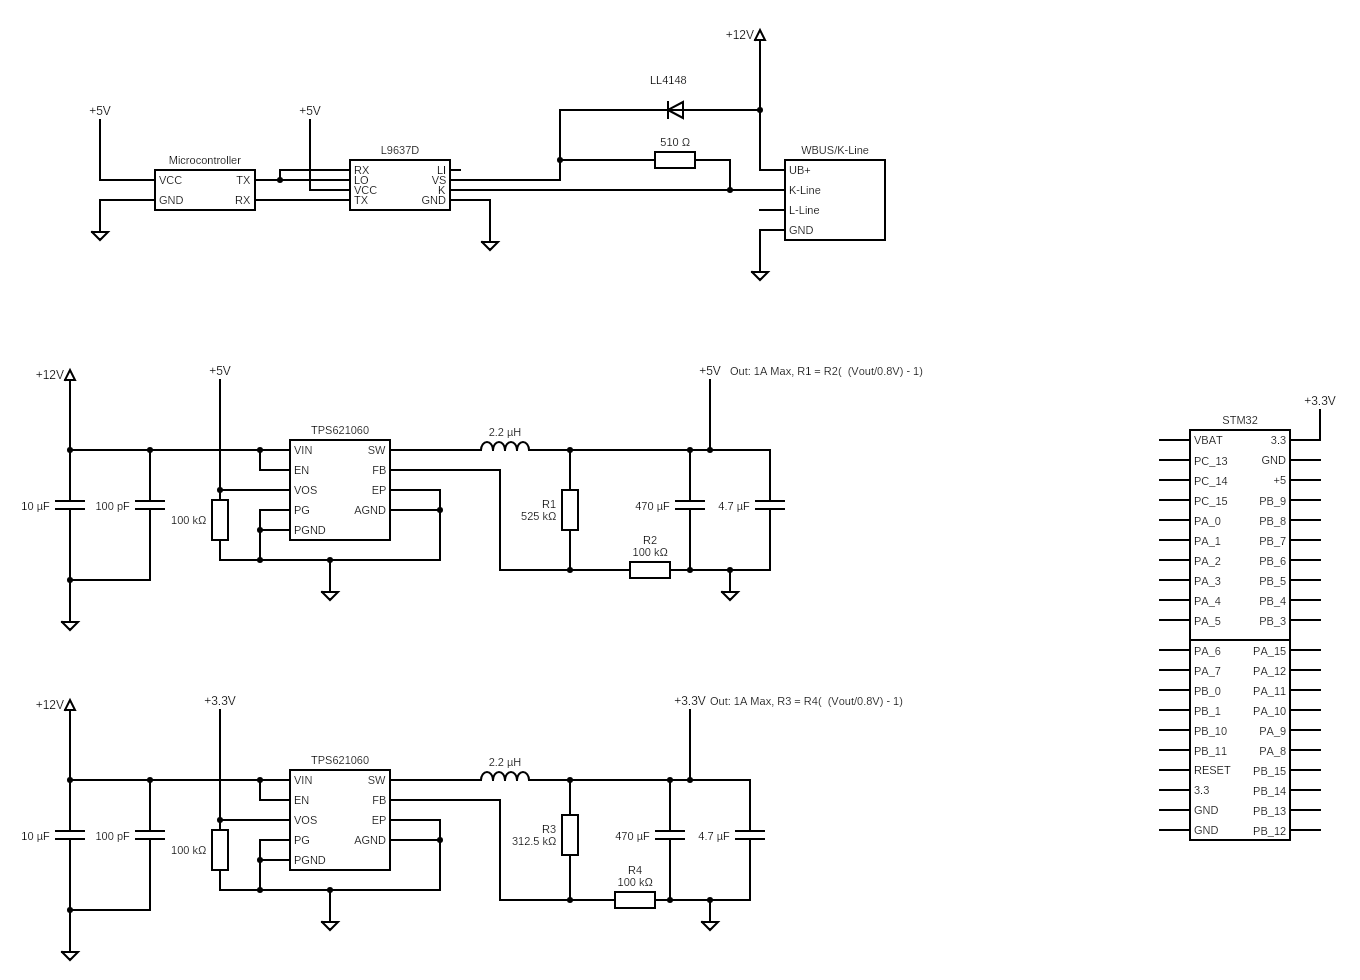 +12V
LL4148
+5V
+5V
510 Ω
Microcontroller
L9637D
WBUS/K-Line
VCC TX
GND RX
RX LI
LO VS
VCC K
TX GND
UB+
K-Line
L-Line
GND
+12V
+5V
+5V Out: 1A Max, R1 = R2( (Vout/0.8V) - 1)
TPS621060
2.2 µH
VIN SW
EN FB
VOS EP
PG AGND
PGND
10 µF
100 pF
100 kΩ
R1
525 kΩ
470 µF
4.7 µF
R2
100 kΩ
+12V
+3.3V
+3.3V Out: 1A Max, R3 = R4( (Vout/0.8V) - 1)
TPS621060
2.2 µH
VIN SW
EN FB
VOS EP
PG AGND
PGND
10 µF
100 pF
100 kΩ
R3
312.5 kΩ
470 µF
4.7 µF
R4
100 kΩ
+3.3V
STM32
VBAT 3.3
PC_13 GND
PC_14 +5
PC_15 PB_9
PA_0 PB_8
PA_1 PB_7
PA_2 PB_6
PA_3 PB_5
PA_4 PB_4
PA_5 PB_3
PA_6 PA_15
PA_7 PA_12
PB_0 PA_11
PB_1 PA_10
PB_10 PA_9
PB_11 PA_8
RESET PB_15
3.3 PB_14
GND PB_13
GND PB_12